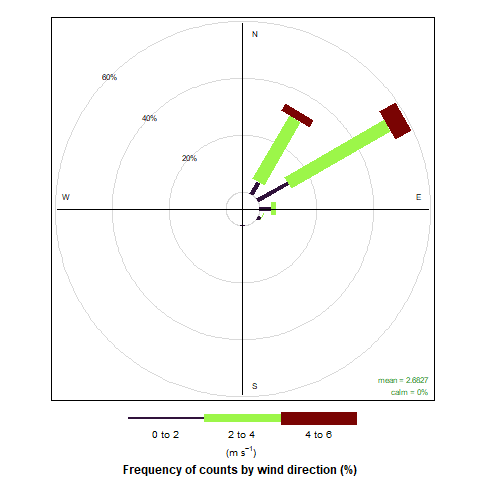 N
60%
40%
20%
W
E
S
mean = 2.6627
calm = 0%
0 to 2
2 to 4
4 to 6
(m s⁻¹)
Frequency of counts by wind direction (%)